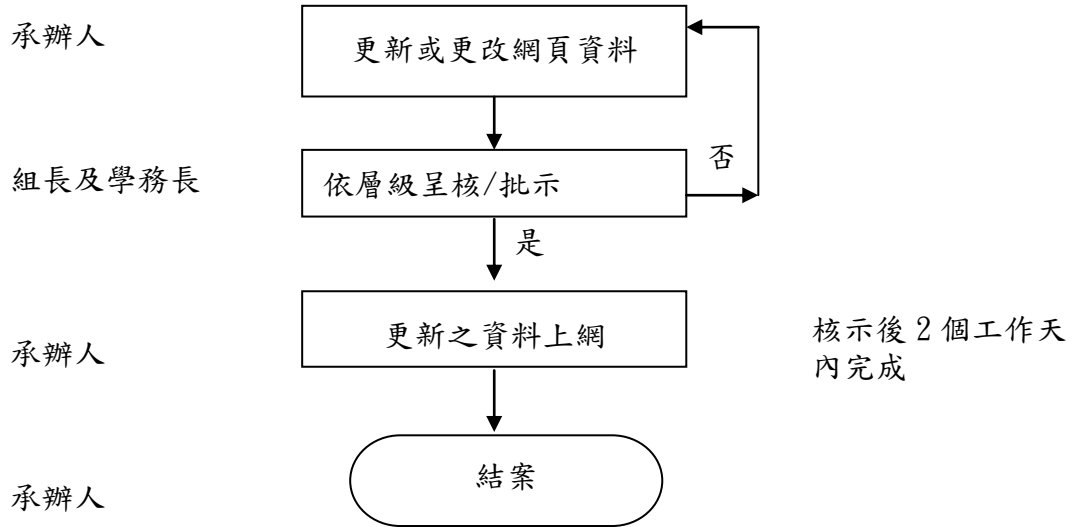 承辦人
更新或更改網頁資料
否
組長及學務長
依層級呈核/批示
是
承辦人
更新之資料上網
核示後 2 個工作天
內完成
承辦人
結案